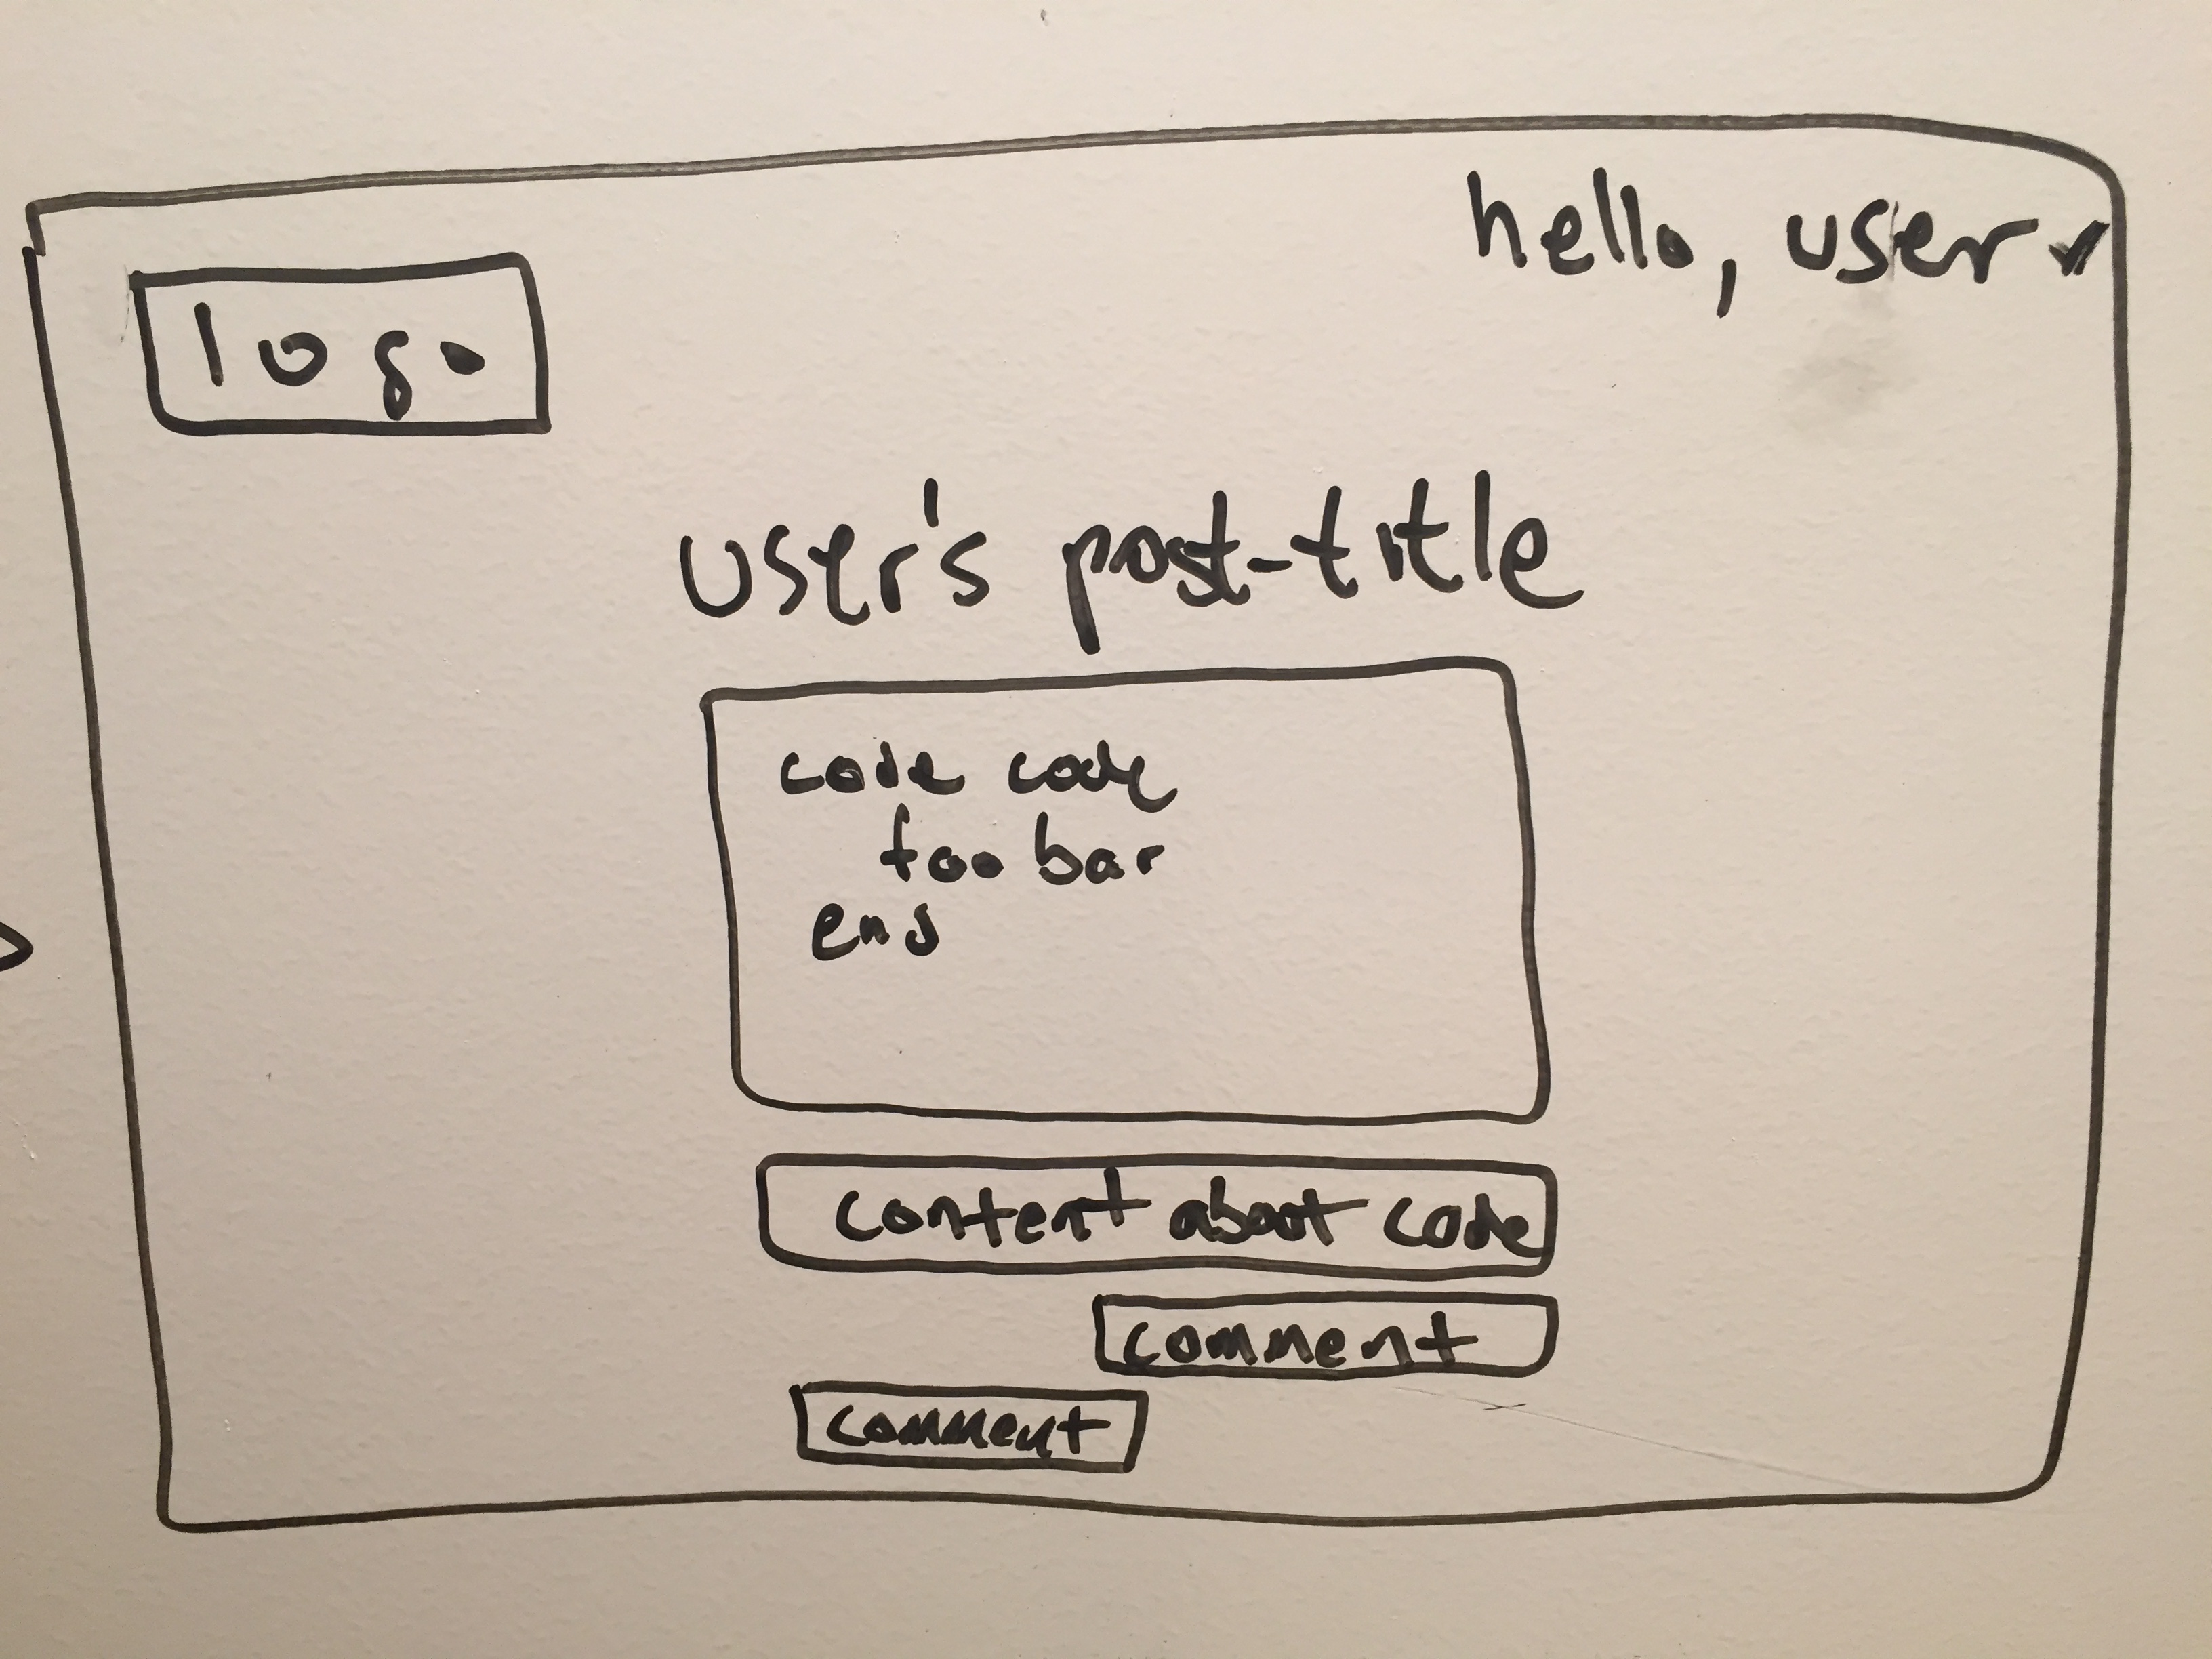 hello, user
logo
user's post-title
code code
foo bar
end
content about code
comment
comment